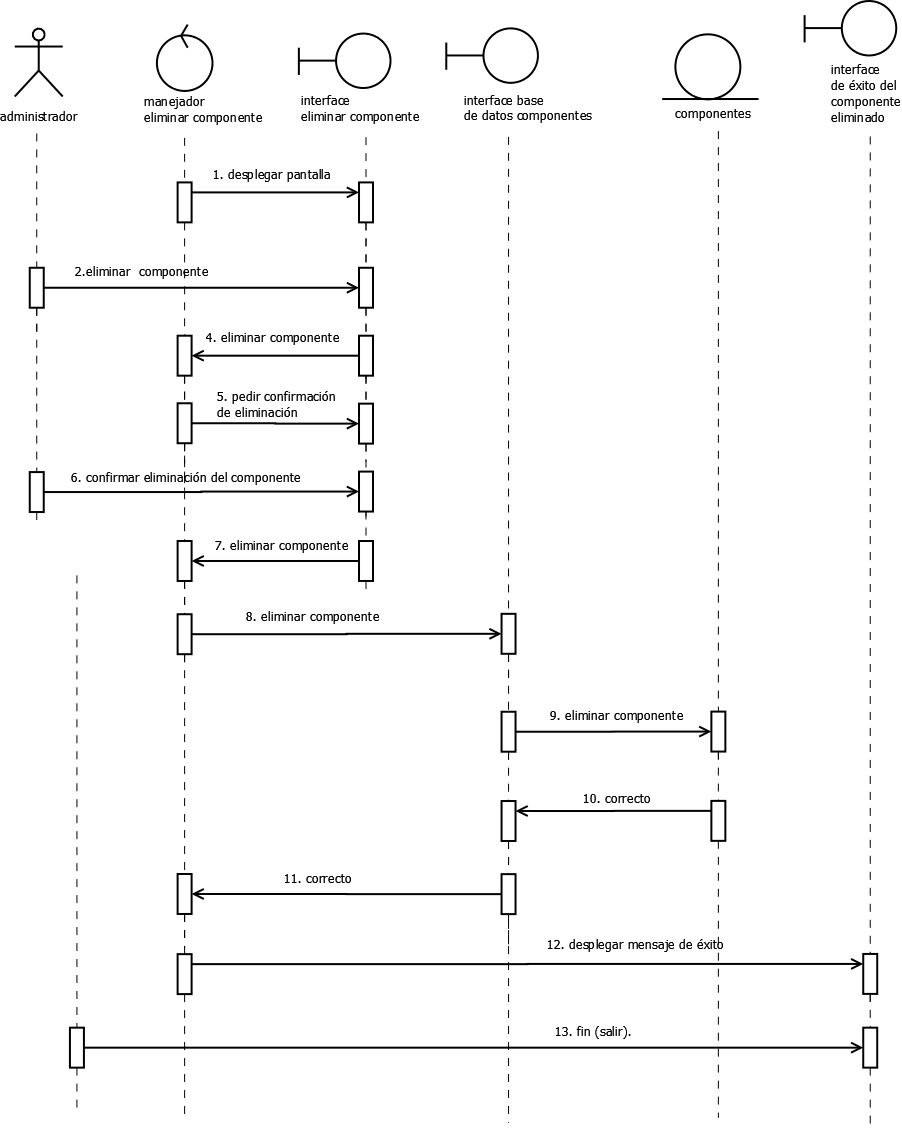 administrador
manejador
eliminar componente
interface
eliminar componente
interface base
de datos componentes
componentes
interface
de éxito del
componente
eliminado
1. desplegar pantalla
2.eliminar componente
4. eliminar componente
5. pedir confirmación
de eliminación
6. confirmar eliminación del componente
7. eliminar componente
8. eliminar componente
9. eliminar componente
10. correcto
11. correcto
12. desplegar mensaje de éxito
13. fin (salir).